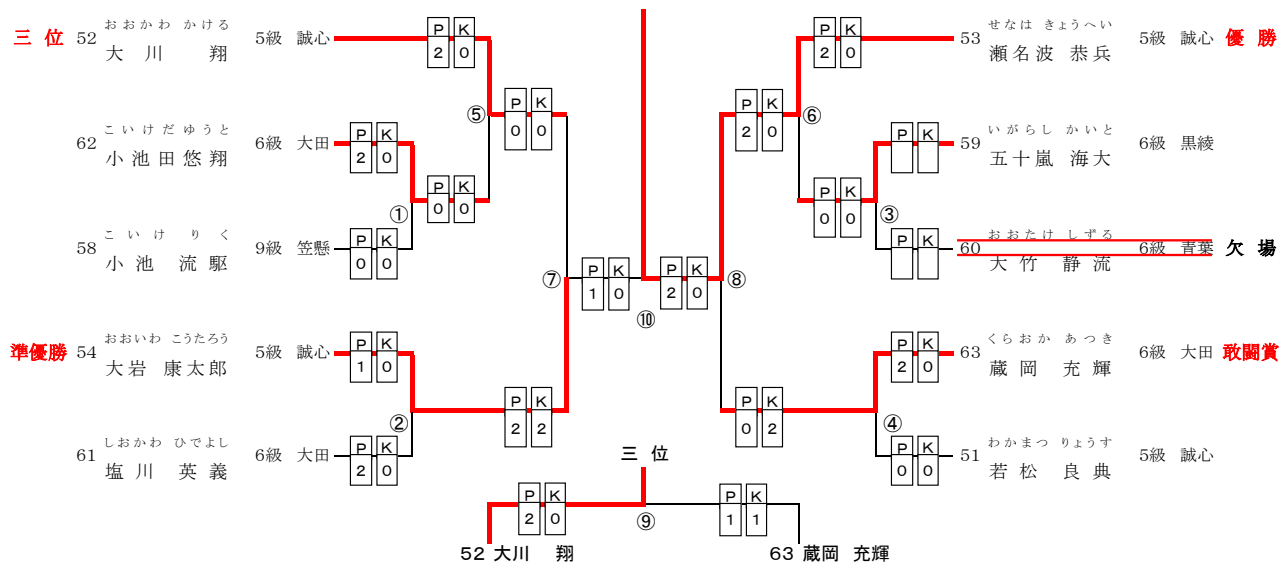 おおかわ かける
三 位 52 大 川 翔 5級 誠心
P K
2 0
せなは きょうへい
53 瀬名波 恭兵 5級 誠心 優 勝
P K
2 0
⑤
P K
0 0
⑥
P K
2 0
こいけだゆうと
62 小池田悠翔 6級 大田
P K
2 0
いがらし かいと
59 五十嵐 海大 6級 黒綾
P K
①
P K
0 0
③
P K
0 0
こいけ りく
58 小池 流駆 9級 笠懸
P K
0 0
おおたけ しずる
60 大竹 静流 6級 青葉 欠 場
P K
⑦
P K
1 0
⑩
P K
2 0
⑧
おおいわ こうたろう
準優勝 54 大岩 康太郎 5級 誠心
P K
1 0
くらおか あつき
63 蔵岡 充輝 6級 大田 敢闘賞
P K
2 0
②
P K
2 2
④
P K
0 2
しおかわ ひでよし
61 塩川 英義 6級 大田
P K
2 0
わかまつ りょうす
51 若松 良典 5級 誠心
P K
0 0
三 位
P K
2 0
⑨
P K
1 1
52 大川 翔
63 蔵岡 充輝